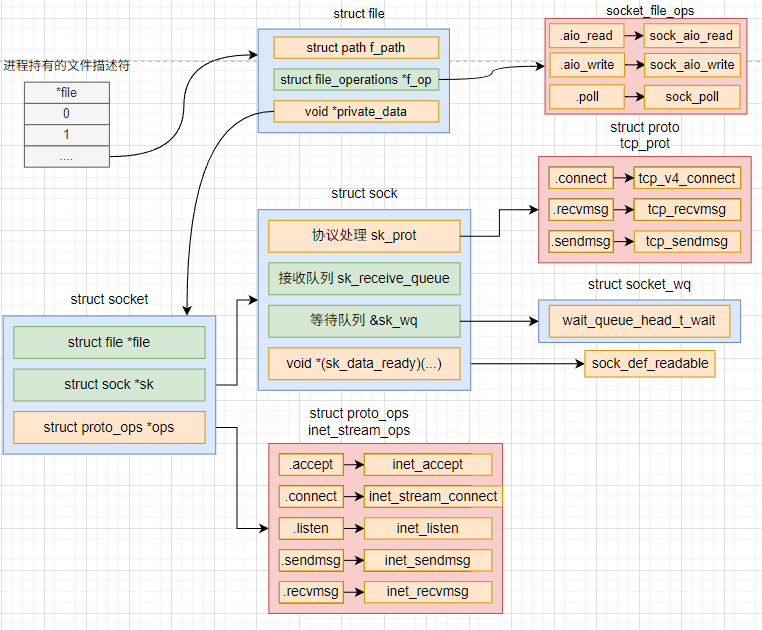 struct file
struct path f_path
struct file_operations *f_op
void *private_data
socket_file_ops
.aio_read
sock_aio_read
.aio_write
sock_aio_write
.poll
sock_poll
进程持有的文件描述符
*file
0
1
....
struct proto
tcp_prot
.connect
tcp_v4_connect
.recvmsg
tcp_recvmsg
.sendmsg
tcp_sendmsg
struct sock
协议处理 sk_prot
接收队列 sk_receive_queue
等待队列 &sk_wq
void *(sk_data_ready)(...)
struct socket_wq
wait_queue_head_t_wait
sock_def_readable
struct socket
struct file *file
struct sock *sk
struct proto_ops *ops
struct proto_ops
inet_stream_ops
.accept
inet_accept
.connect
inet_stream_connect
.listen
inet_listen
.sendmsg
inet_sendmsg
.recvmsg
inet_recvmsg